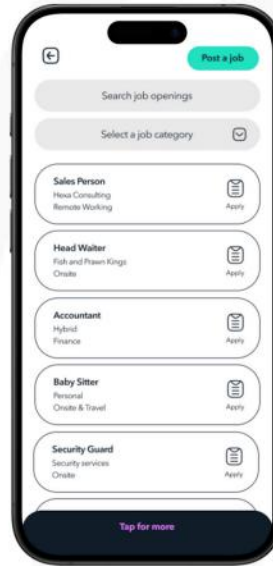 Post a job
Search job openings
Select a job category
Sales Person
Hexa Consulting
Remote Working
Apply
Head Waiter
Fish and Prawn Kings
Onsite
Apply
Accountant
Hybrid
Finance
Apply
Baby Sitter
Personal
Onsite & Travel
Apply
Security Guard
Security services
Onsite
Apply
Tap for more